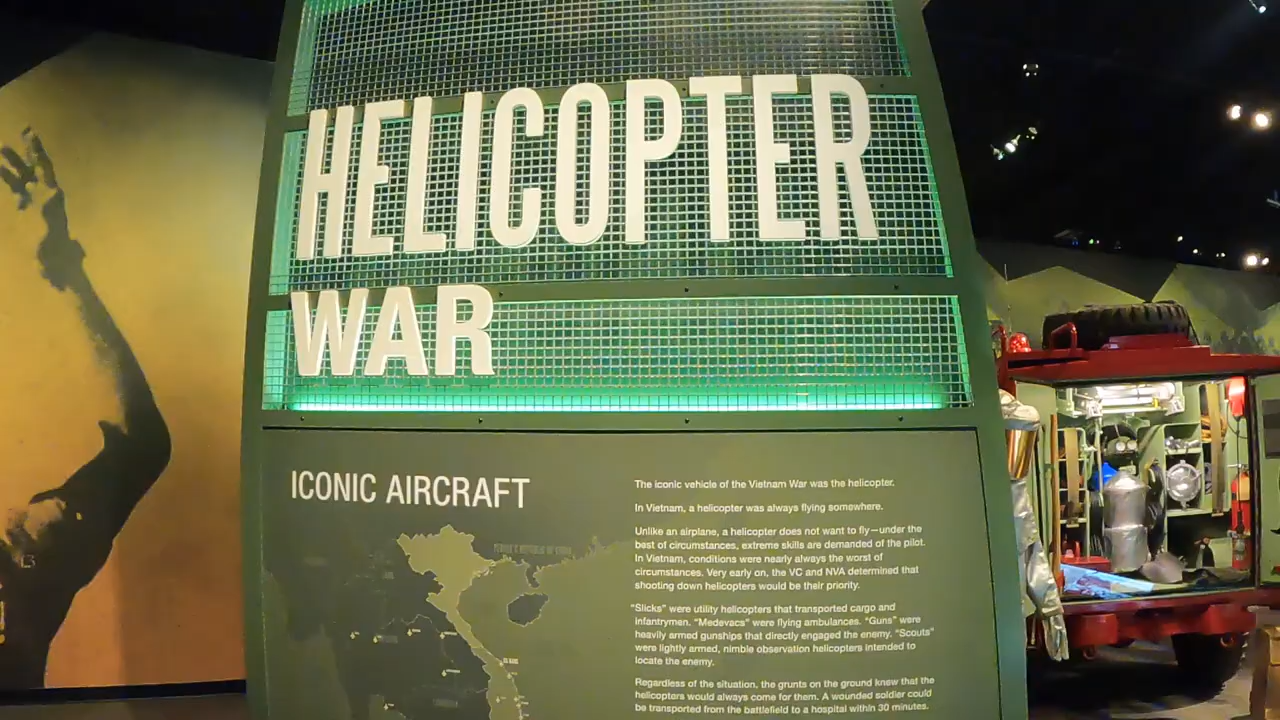 HELICOPTER
WAR
ICONIC AIRCRAFT
The iconic vehicle of the Vietnam War was the helicopter.
In Vietnam, a helicopter was always flying somewhere.
Unlike an airplane, a helicopter does not want to fly—under the
best of circumstances, extreme skills are demanded of the pilot.
In Vietnam, conditions were nearly always the worst of
circumstances. Very early on, the VC and NVA determined that
shooting down helicopters would be their priority.
"Slicks" were utility helicopters that transported cargo and
infantrymen. "Medevacs" were flying ambulances. "Guns" were
heavily armed gunships that directly engaged the enemy. "Scouts"
were lightly armed, nimble observation helicopters intended to
locate the enemy.
Regardless of the situation, the grunts on the ground knew that the
helicopters would always come for them. A wounded soldier could
be transported from the battlefield to a hospital within 30 minutes.